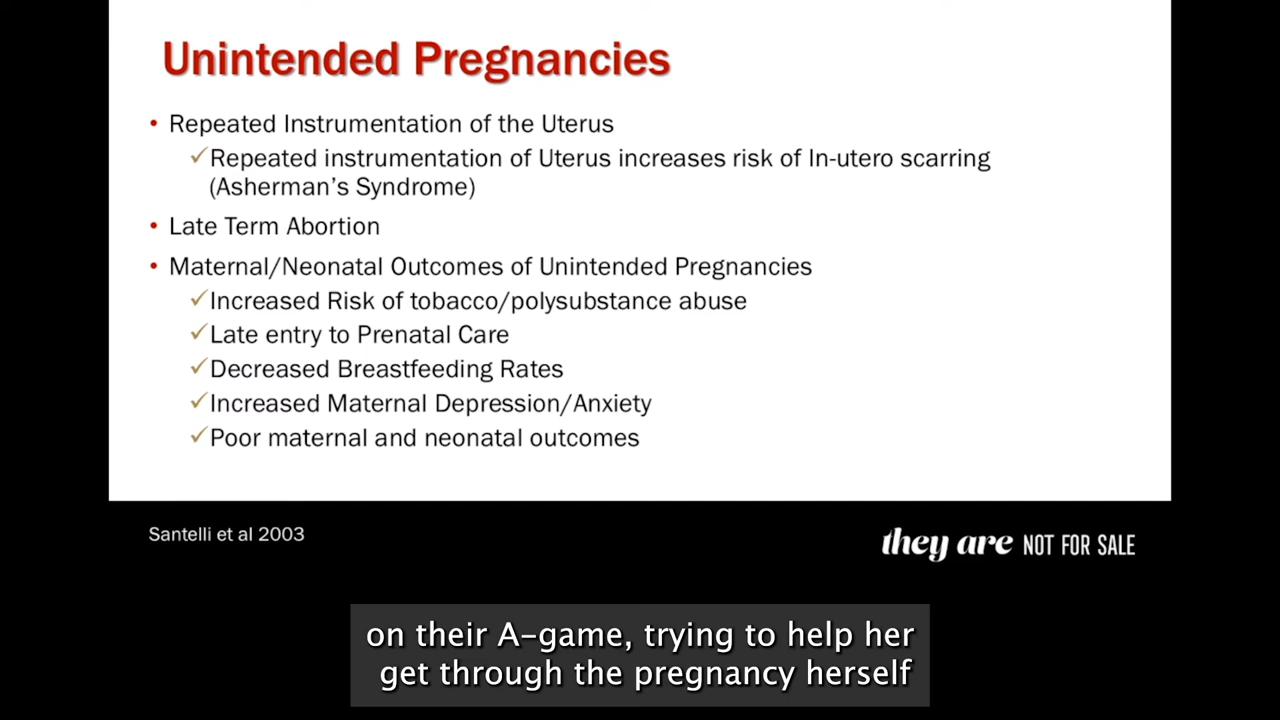 Unintended Pregnancies
• Repeated Instrumentation of the Uterus
✓Repeated instrumentation of Uterus increases risk of In-utero scarring
(Asherman's Syndrome)
• Late Term Abortion
• Maternal/Neonatal Outcomes of Unintended Pregnancies
✓Increased Risk of tobacco/polysubstance abuse
✓Late entry to Prenatal Care
✓Decreased Breastfeeding Rates
✓Increased Maternal Depression/Anxiety
✓Poor maternal and neonatal outcomes
Santelli et al 2003
they are NOT FOR SALE
on their A-game, trying to help her
get through the pregnancy herself